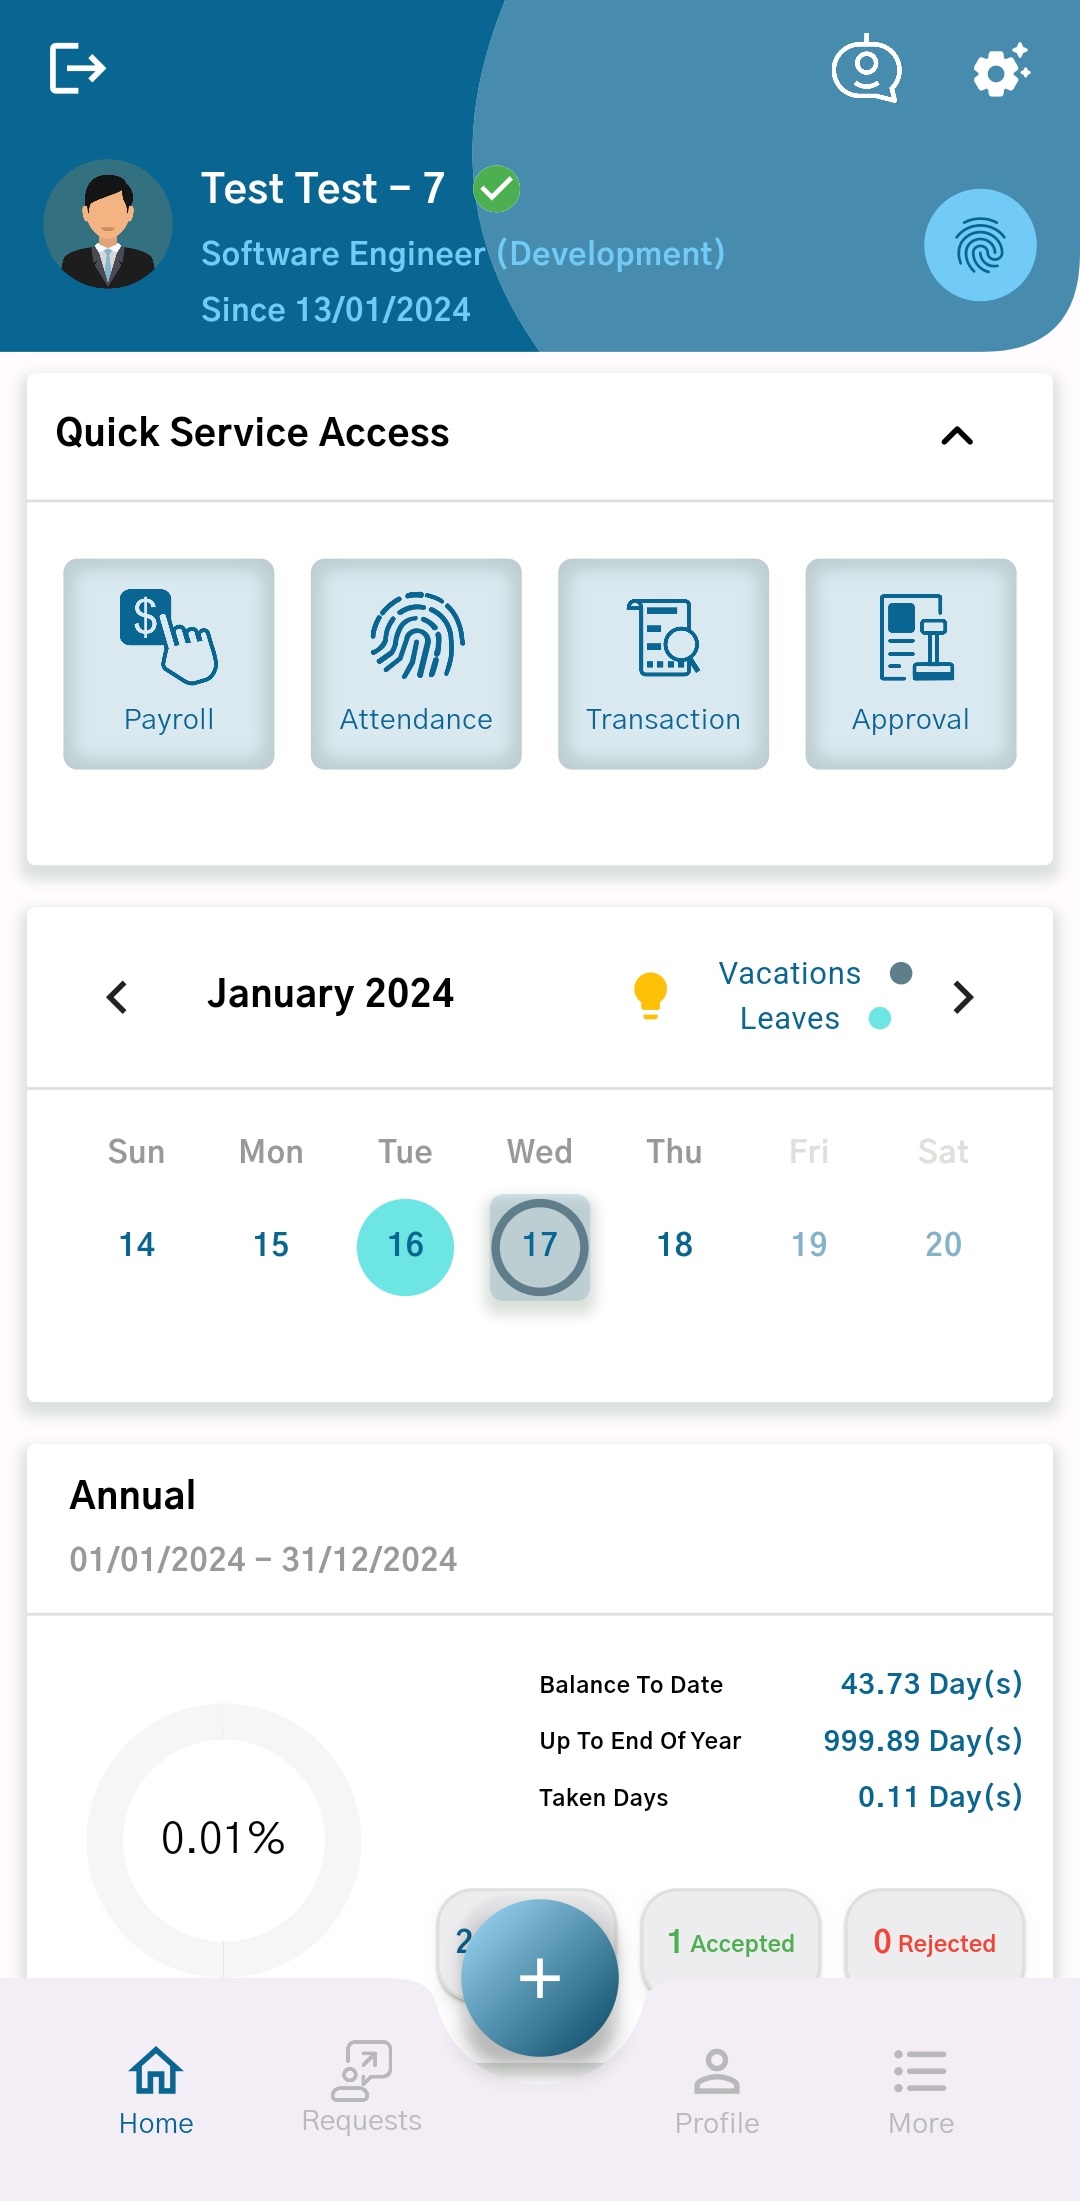 Test Test – 7
Software Engineer (Development)
Since 13/01/2024
Quick Service Access
$
Payroll Attendance Transaction Approval
January 2024
Vacations
Leaves
Sun Mon Tue Wed Thu Fri Sat
14 15 16 17 18 19 20
Annual
01/01/2024 – 31/12/2024
Balance To Date 43.73 Day(s)
Up To End Of Year 999.89 Day(s)
Taken Days 0.11 Day(s)
0.01%
2
1 Accepted
0 Rejected
Home Requests Profile More